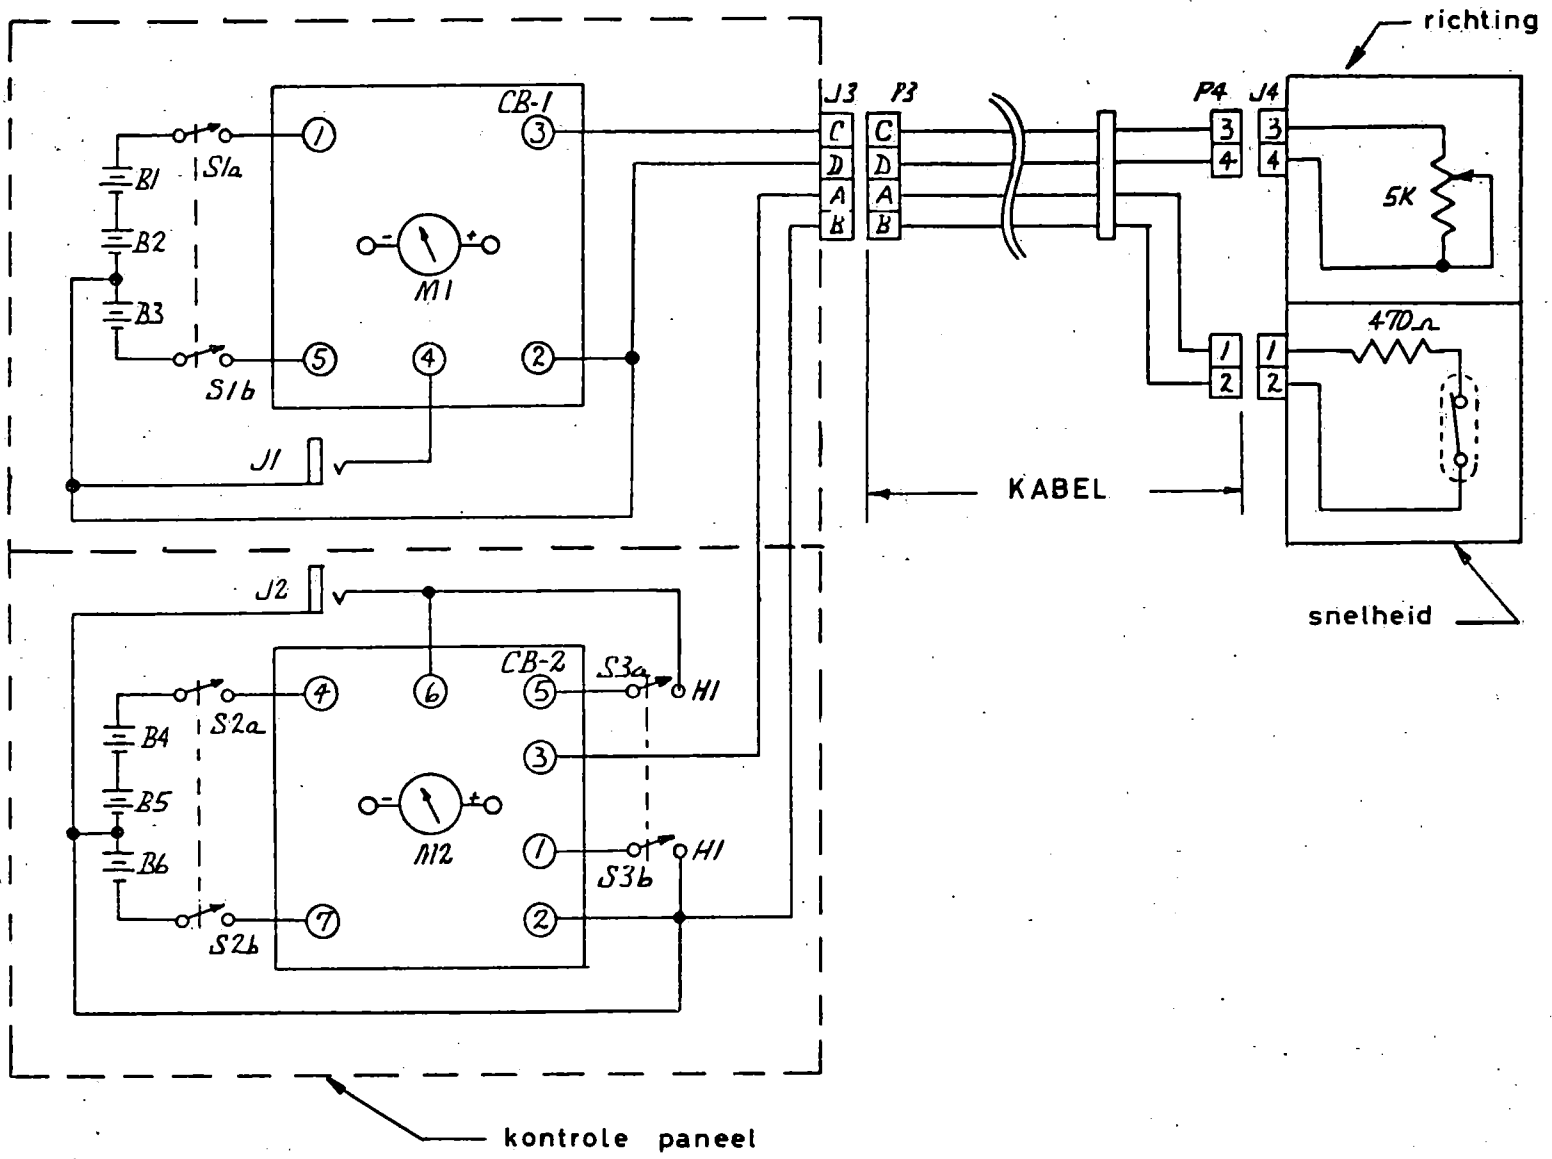 richting
J3 P3 P4 J4
CB-1
1 3
S1a
B1
B2
B3
- +
M1
5 4 2
S1b
J1
C C 3 3
D D 4 4
A A
B B
5K
470Ω
1 1
2 2
KABEL
snelheid
J2
CB-2
4 6 5
S3a
HI
S2a
B4
B5
B6
3
- +
M2
1
HI
S3b
7 2
S2b
kontrole paneel